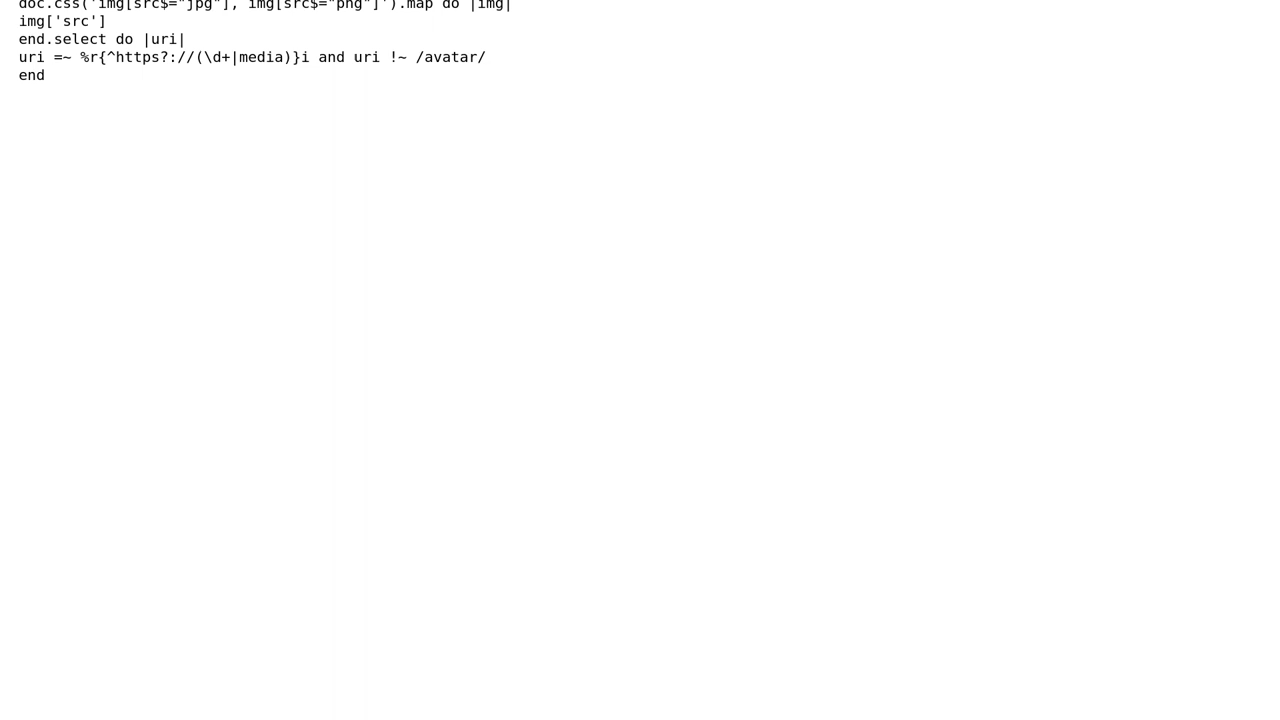 doc.css('img[src$="jpg"], img[src$="png"]').map do |img|
img['src']
end.select do |uri|
uri =~ %r{^https?://(\d+|media)}i and uri !~ /avatar/
end